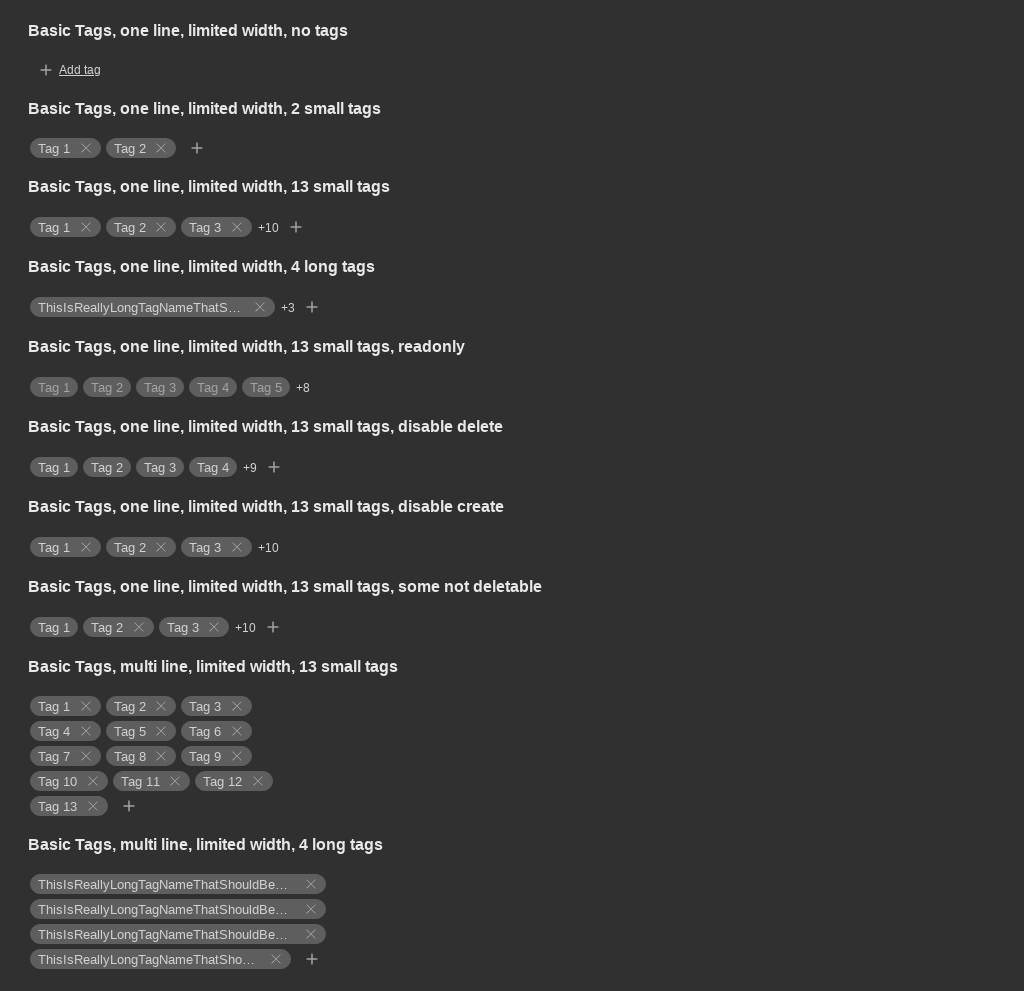 Basic Tags, one line, limited width, no tags
Add tag
Basic Tags, one line, limited width, 2 small tags
Tag 1 Tag 2
Basic Tags, one line, limited width, 13 small tags
Tag 1 Tag 2 Tag 3 +10
Basic Tags, one line, limited width, 4 long tags
ThisIsReallyLongTagNameThatS... +3
Basic Tags, one line, limited width, 13 small tags, readonly
Tag 1 Tag 2 Tag 3 Tag 4 Tag 5 +8
Basic Tags, one line, limited width, 13 small tags, disable delete
Tag 1 Tag 2 Tag 3 Tag 4 +9
Basic Tags, one line, limited width, 13 small tags, disable create
Tag 1 Tag 2 Tag 3 +10
Basic Tags, one line, limited width, 13 small tags, some not deletable
Tag 1 Tag 2 Tag 3 +10
Basic Tags, multi line, limited width, 13 small tags
Tag 1 Tag 2 Tag 3
Tag 4 Tag 5 Tag 6
Tag 7 Tag 8 Tag 9
Tag 10 Tag 11 Tag 12
Tag 13
Basic Tags, multi line, limited width, 4 long tags
ThisIsReallyLongTagNameThatShouldBe...
ThisIsReallyLongTagNameThatShouldBe...
ThisIsReallyLongTagNameThatShouldBe...
ThisIsReallyLongTagNameThatSho...